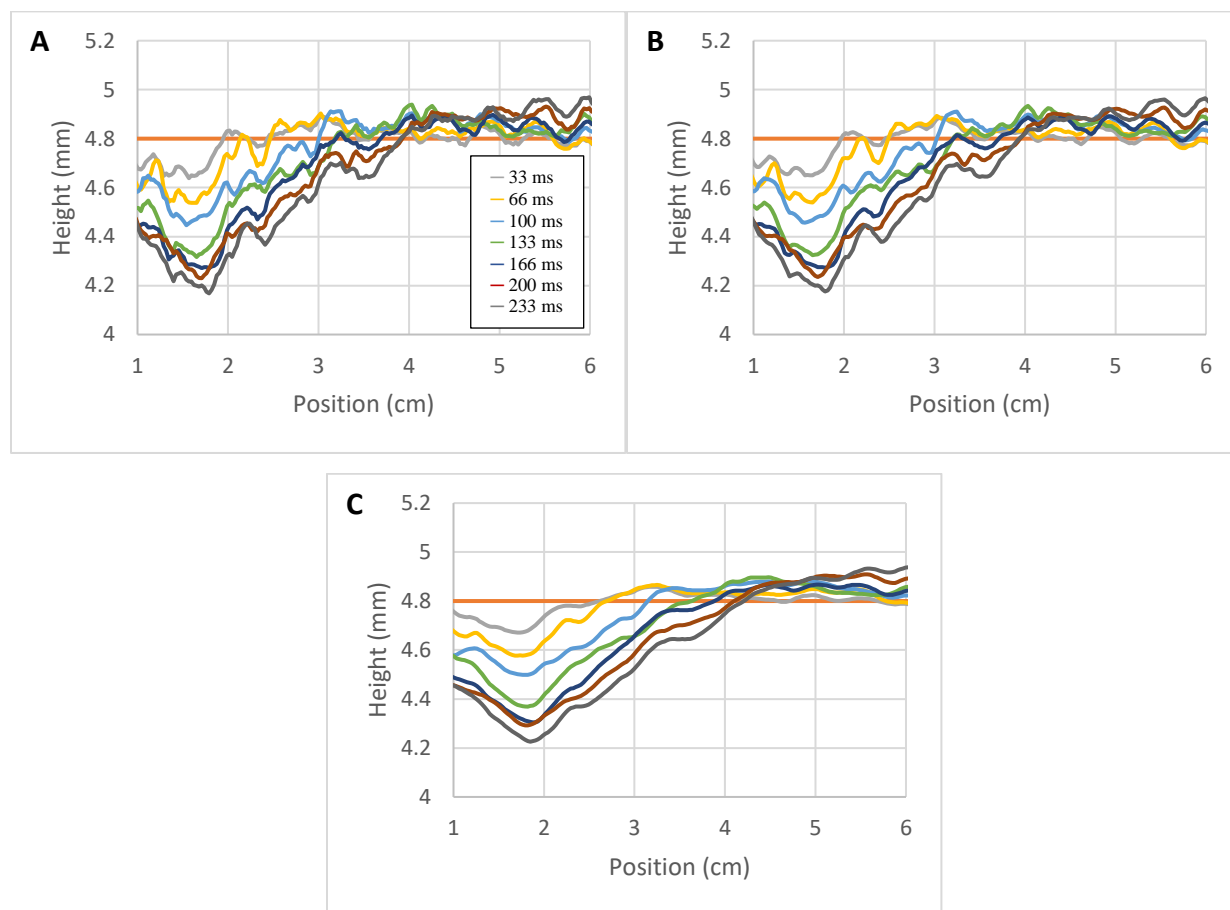 A
5.2
5
4.8
4.6
4.4
4.2
4
Height (mm)
1 2 3 4 5 6
Position (cm)
33 ms
66 ms
100 ms
133 ms
166 ms
200 ms
233 ms
B
5.2
5
4.8
4.6
4.4
4.2
4
Height (mm)
1 2 3 4 5 6
Position (cm)
C
5.2
5
4.8
4.6
4.4
4.2
4
Height (mm)
1 2 3 4 5 6
Position (cm)